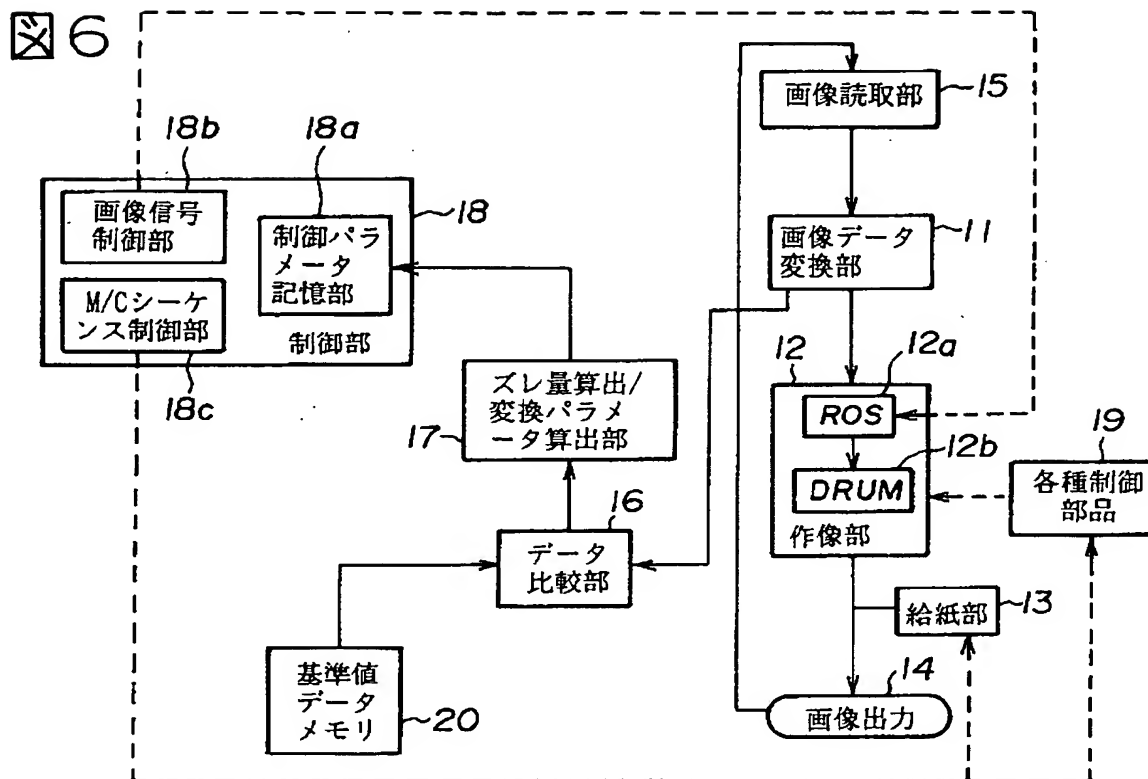 図6
画像読取部
15
18b
18a
画像信号
制御部
18
制御パラ
メータ
記憶部
画像データ
変換部
11
M/Cシーケ
ンス制御部
制御部
18c
12
12a
ROS
ズレ量算出/
変換パラメ
ータ算出部
17
12b
DRUM
作像部
19
各種制御
部品
16
データ
比較部
給紙部
13
基準値
データ
メモリ
20
14
画像出力